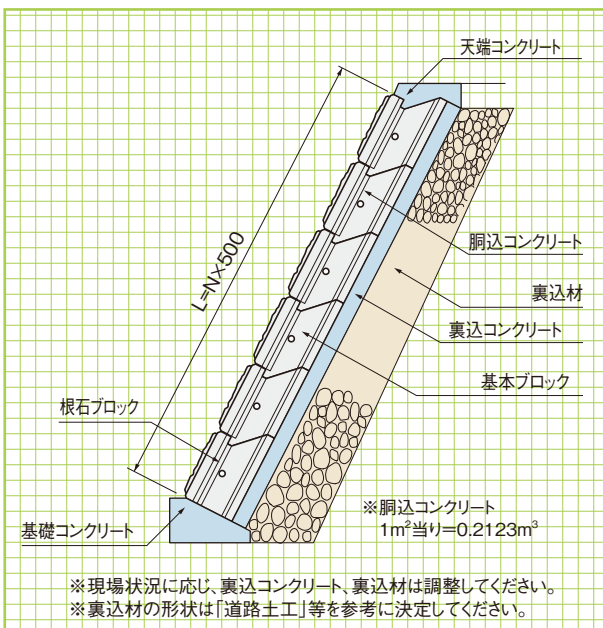 天端コンクリート
L=N×500
胴込コンクリート
裏込材
裏込コンクリート
基本ブロック
根石ブロック
基礎コンクリート
※胴込コンクリート
1m²当り=0.2123m³
※現場状況に応じ、裏込コンクリート、裏込材は調整してください。
※裏込材の形状は「道路土工」等を参考に決定してください。